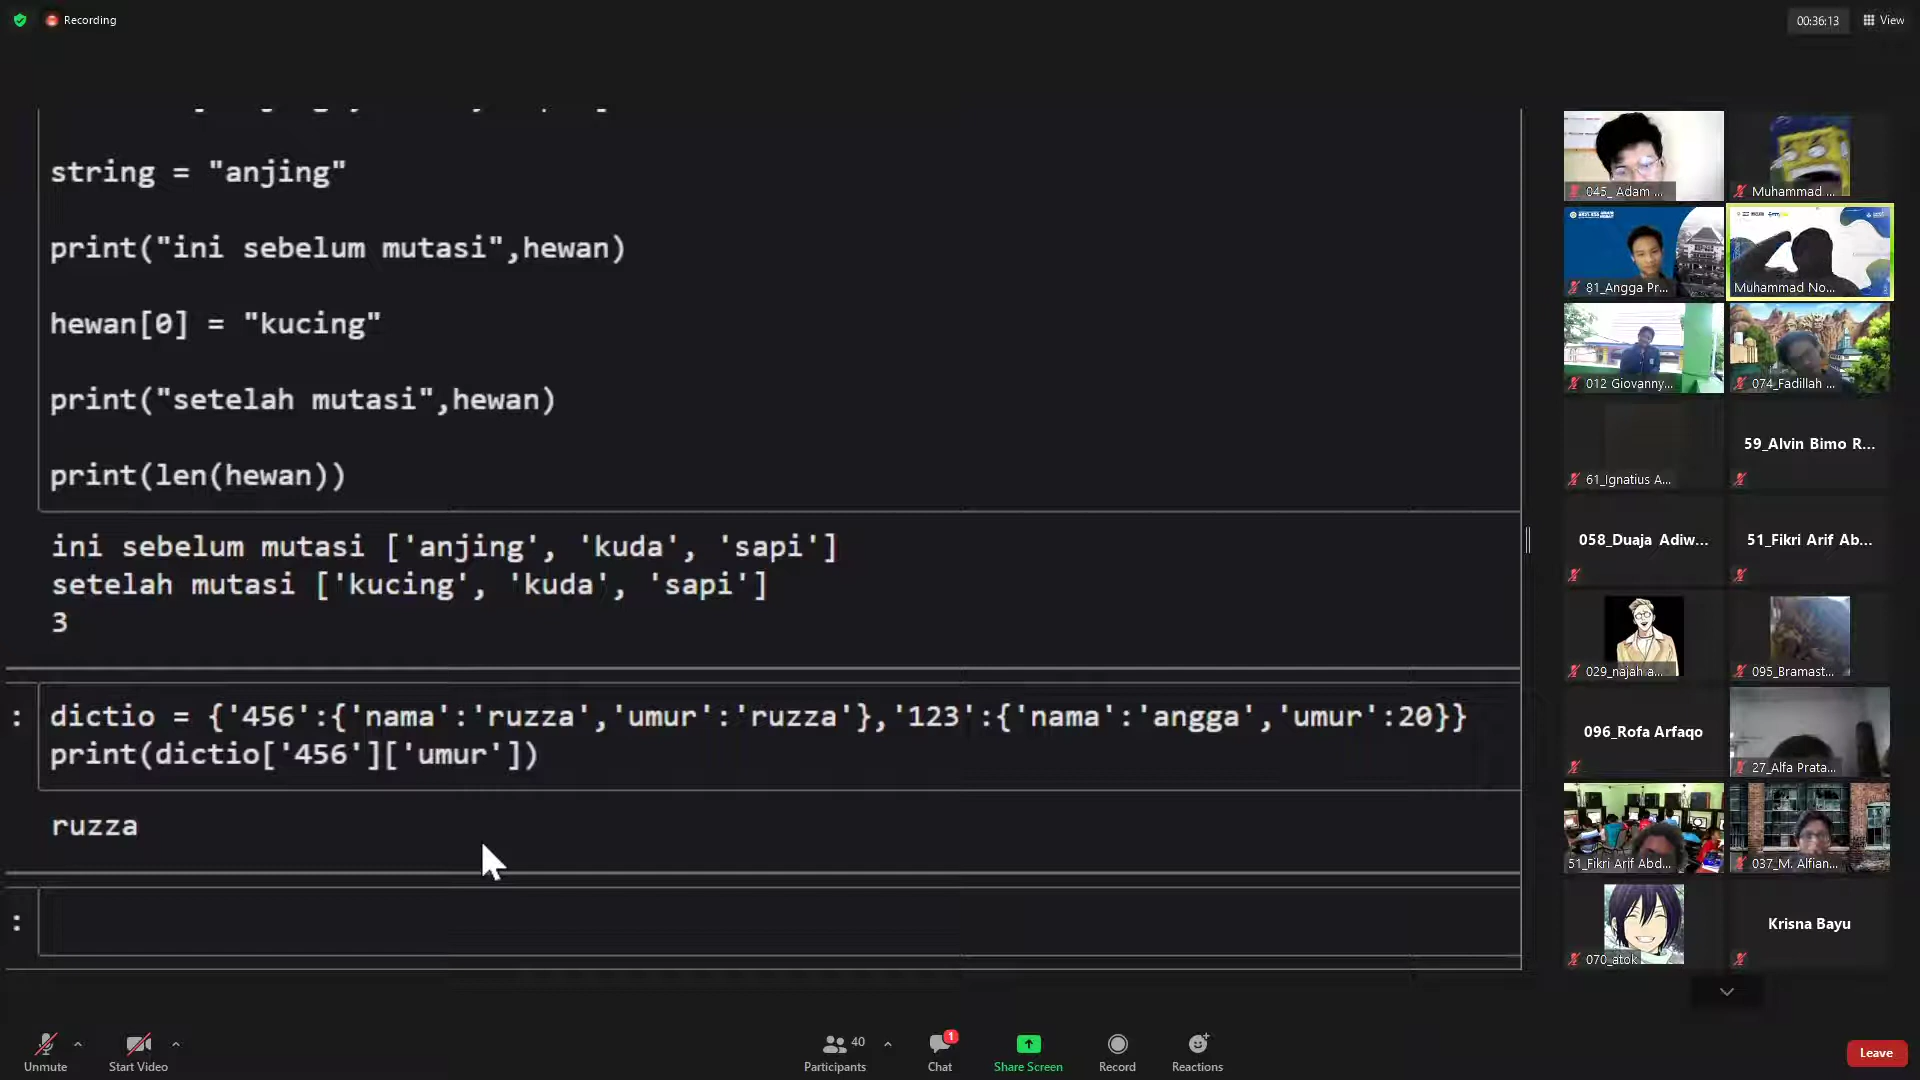 Recording
00:36:13
View
string = "anjing"
print("ini sebelum mutasi",hewan)
hewan[0] = "kucing"
print("setelah mutasi",hewan)
print(len(hewan))
ini sebelum mutasi ['anjing', 'kuda', 'sapi']
setelah mutasi ['kucing', 'kuda', 'sapi']
3
: dictio = {'456':{'nama':'ruzza','umur':'ruzza'},'123':{'nama':'angga','umur':20}}
print(dictio['456']['umur'])
ruzza
:
045_ Adam ...
Muhammad ...
81_Angga Pr...
Muhammad No...
012 Giovanny...
074_Fadillah ...
61_Ignatius A...
59_Alvin Bimo R...
058_Duaja Adiw...
51_Fikri Arif Ab...
029_najah a...
095_Bramast...
096_Rofa Arfaqo
27_Alfa Prata...
51_Fikri Arif Abd...
037_M. Alfian...
070_atok
Krisna Bayu
Unmute
Start Video
40
Participants
1
Chat
Share Screen
Record
Reactions
Leave